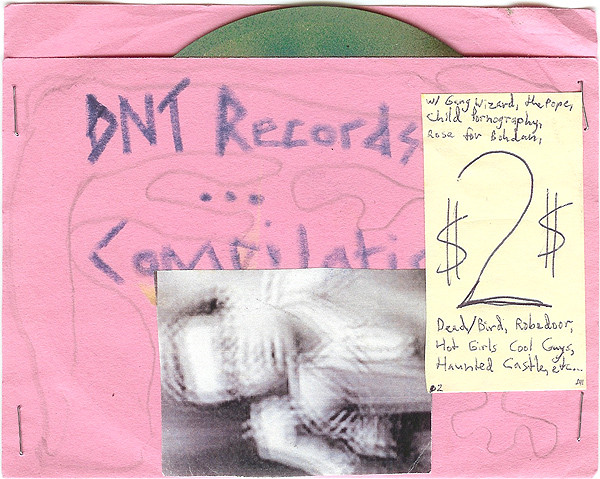 DNT Records
...
Compilatio
w/ Gang Wizard, the Pope,
Child Pornography,
Rose for Bohdan,
$ 2 $
Dead/Bird, Robedoor,
Hot Girls Cool Guys,
Haunted Castle, etc...